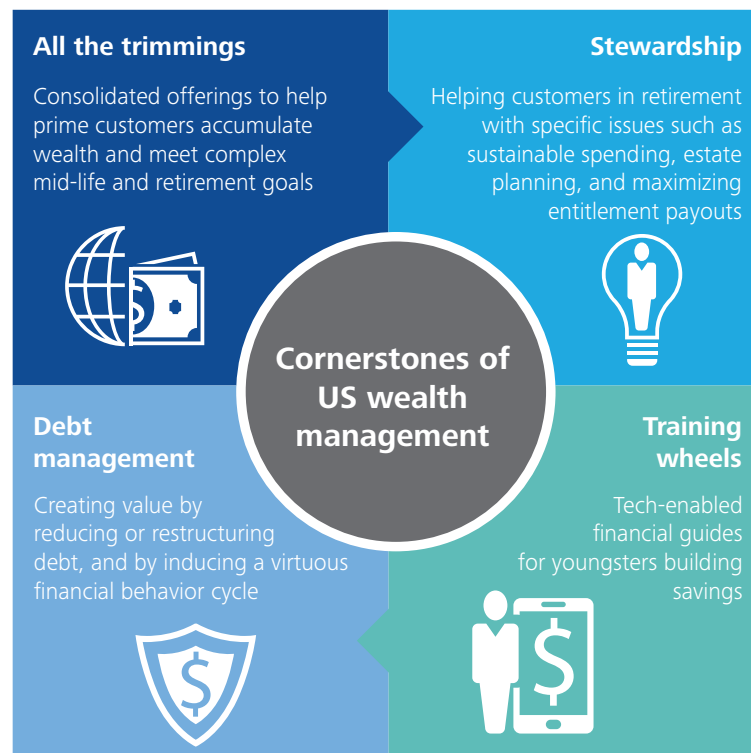 All the trimmings
Consolidated offerings to help
prime customers accumulate
wealth and meet complex
mid-life and retirement goals
$
Stewardship
Helping customers in retirement
with specific issues such as
sustainable spending, estate
planning, and maximizing
entitlement payouts
Cornerstones of
US wealth
management
Debt
management
Creating value by
reducing or restructuring
debt, and by inducing a virtuous
financial behavior cycle
$
Training
wheels
Tech-enabled
financial guides
for youngsters building
savings
$